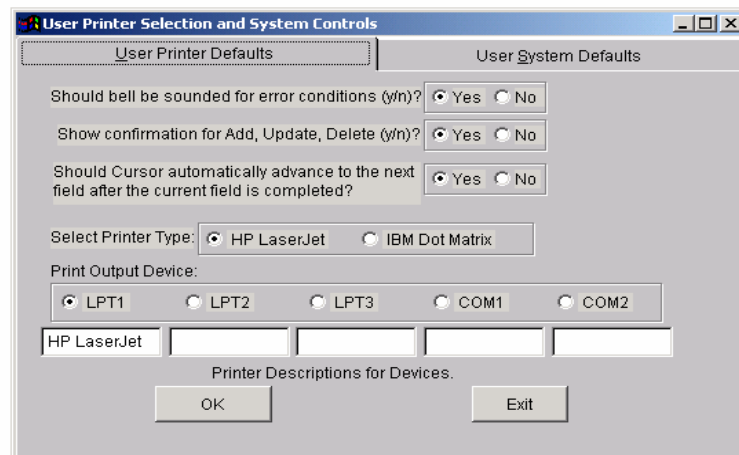 User Printer Selection and System Controls
User Printer Defaults
User System Defaults
Should bell be sounded for error conditions (y/n)? Yes No
Show confirmation for Add, Update, Delete (y/n)? Yes No
Should Cursor automatically advance to the next
field after the current field is completed? Yes No
Select Printer Type: HP LaserJet IBM Dot Matrix
Print Output Device:
LPT1 LPT2 LPT3 COM1 COM2
HP LaserJet
Printer Descriptions for Devices.
OK Exit